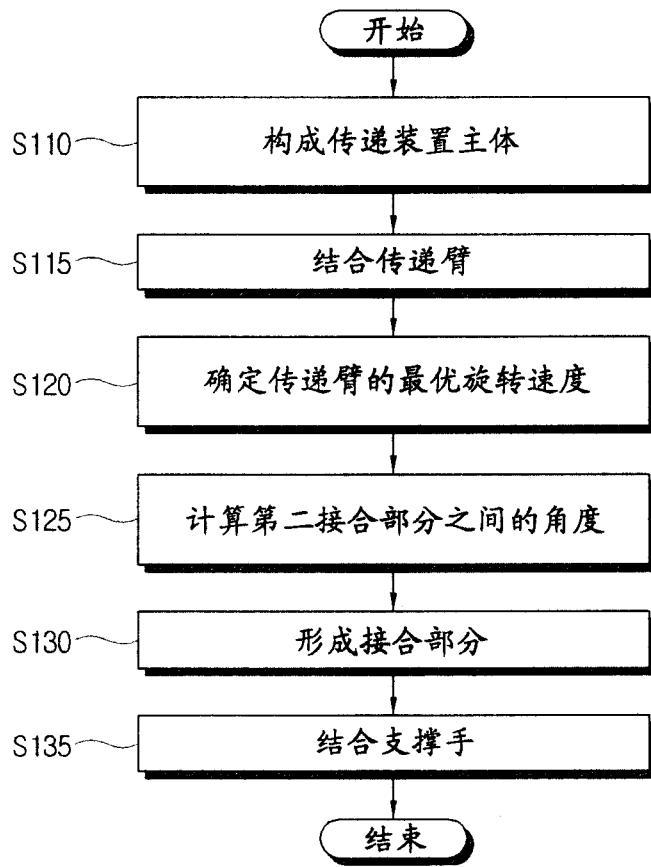 开始
S110 构成传递装置主体
S115 结合传递臂
S120 确定传递臂的最优旋转速度
S125 计算第二接合部分之间的角度
S130 形成接合部分
S135 结合支撑手
结束